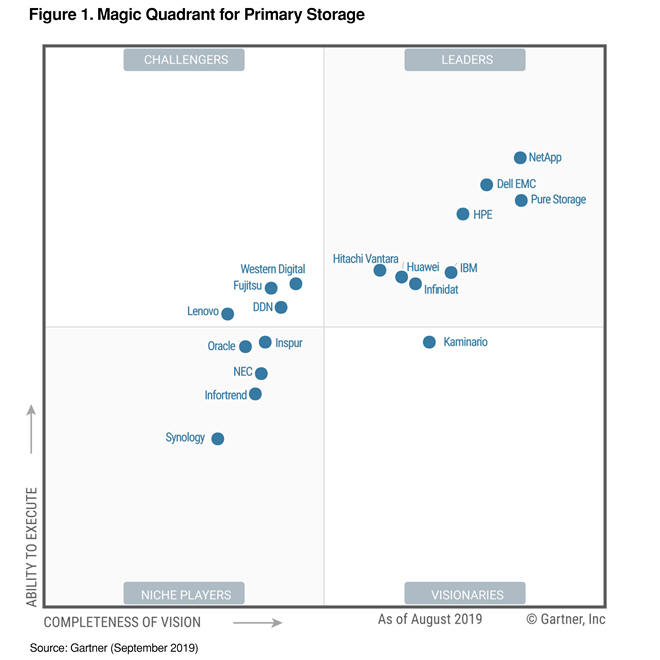 Figure 1. Magic Quadrant for Primary Storage
CHALLENGERS
LEADERS
NetApp
Dell EMC
Pure Storage
HPE
Hitachi Vantara
Huawei
IBM
Infinidat
Western Digital
Fujitsu
DDN
Lenovo
Oracle
Inspur
Kaminario
NEC
Infortrend
Synology
ABILITY TO EXECUTE
NICHE PLAYERS
VISIONARIES
COMPLETENESS OF VISION
As of August 2019
© Gartner, Inc
Source: Gartner (September 2019)